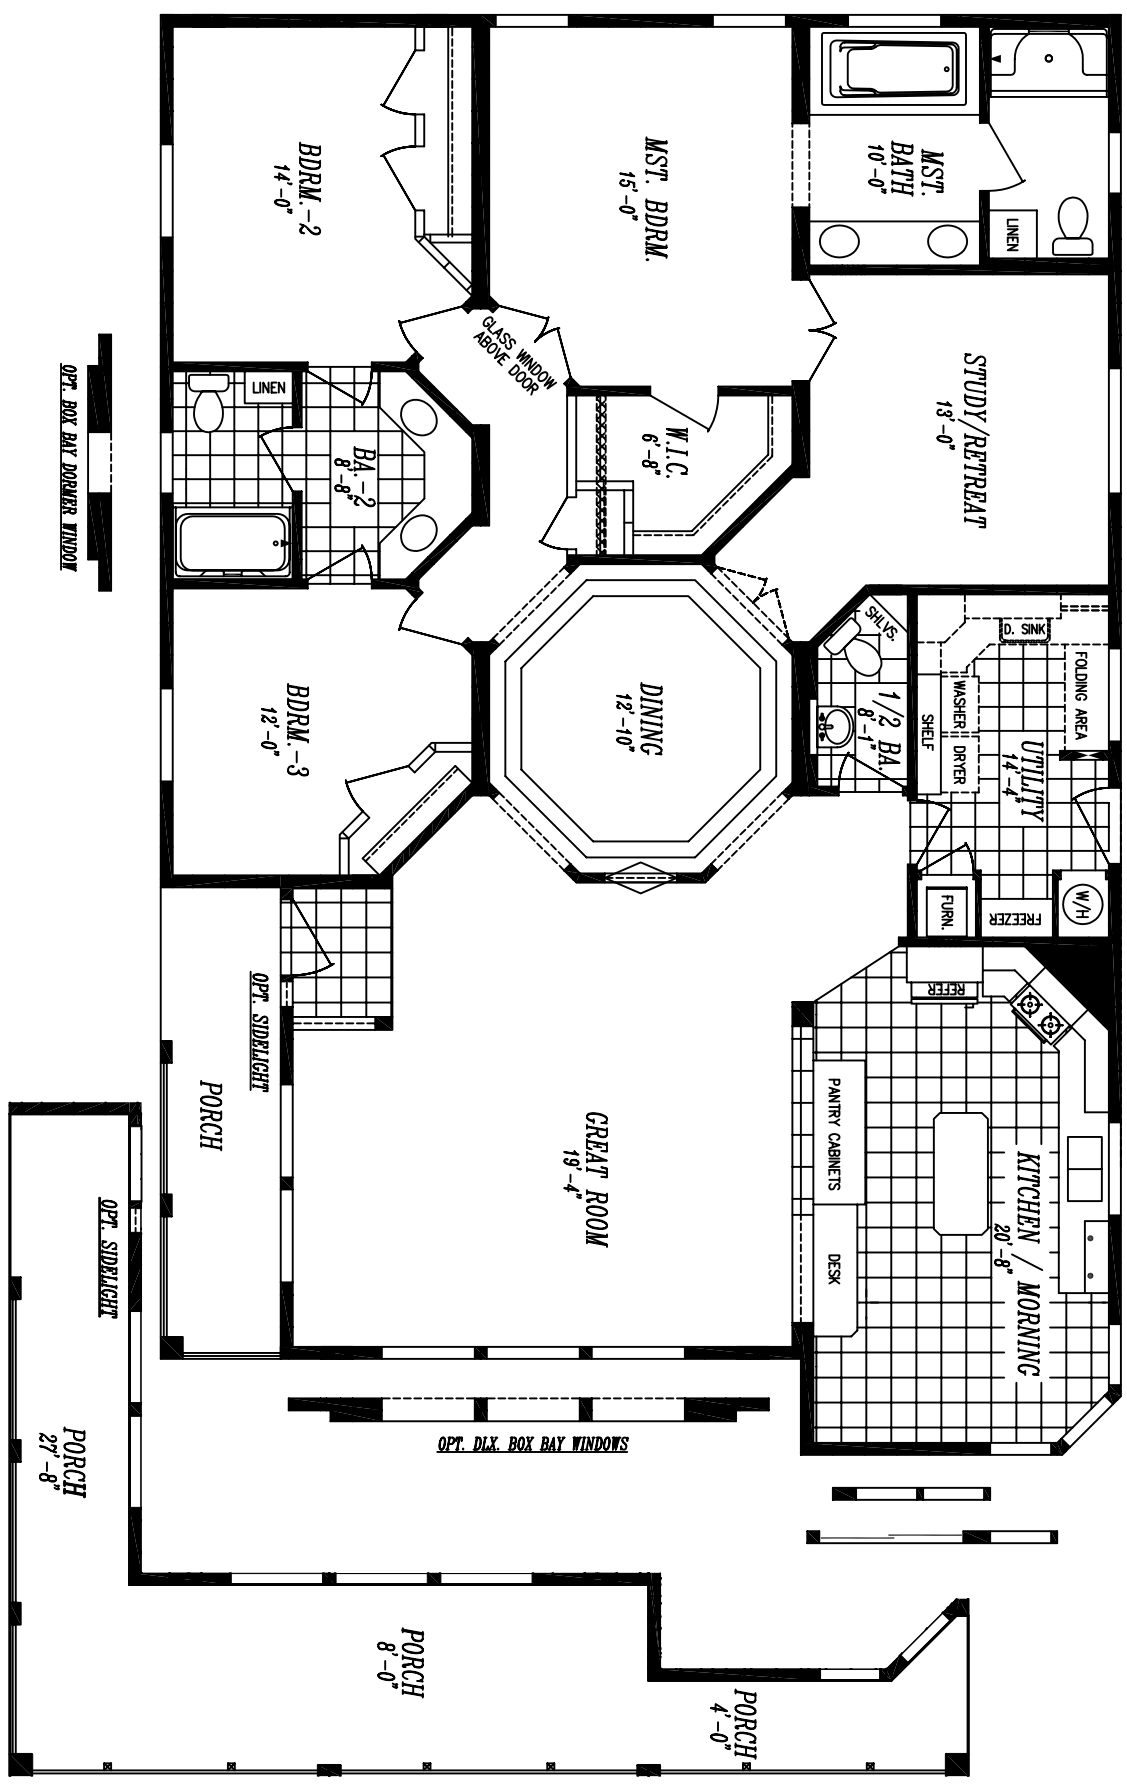 MST.
BATH
10'-0"
LINEN
MST. BDRM.
15'-0"
BDRM.-2
14'-0"
GLASS WINDOW
ABOVE DOOR
STUDY/RETREAT
13'-0"
W.I.C.
6'-8"
LINEN
BA.-2
8'-8"
OPT. BOX BAY DORMER WINDOW
SHLVS.
1/2 BA.
8'-1"
D. SINK
FOLDING AREA
WASHER
DRYER
SHELF
UTILITY
14'-4"
DINING
12'-10"
BDRM.-3
12'-0"
FURN.
FREEZER
W/H
REFER
PANTRY CABINETS
DESK
KITCHEN / MORNING
20'-8"
GREAT ROOM
19'-4"
OPT. SIDELIGHT
PORCH
OPT. SIDELIGHT
OPT. DLX. BOX BAY WINDOWS
PORCH
27'-8"
PORCH
8'-0"
PORCH
4'-0"